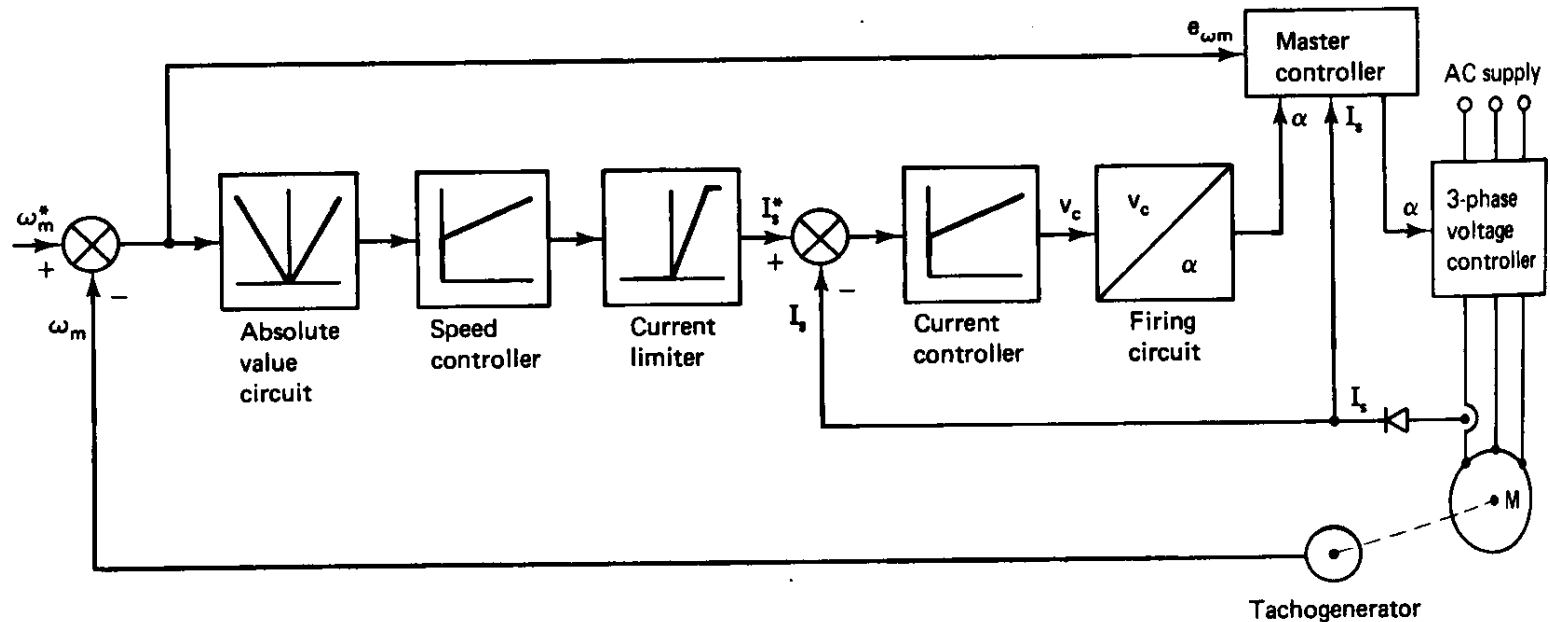 e_ωm
Master
controller
AC supply
α
I_s
ω_m^*
+
−
ω_m
Absolute
value
circuit
Speed
controller
Current
limiter
I_s^*
+
−
I_s
Current
controller
v_c
v_c
α
Firing
circuit
α
3-phase
voltage
controller
I_s
M
Tachogenerator